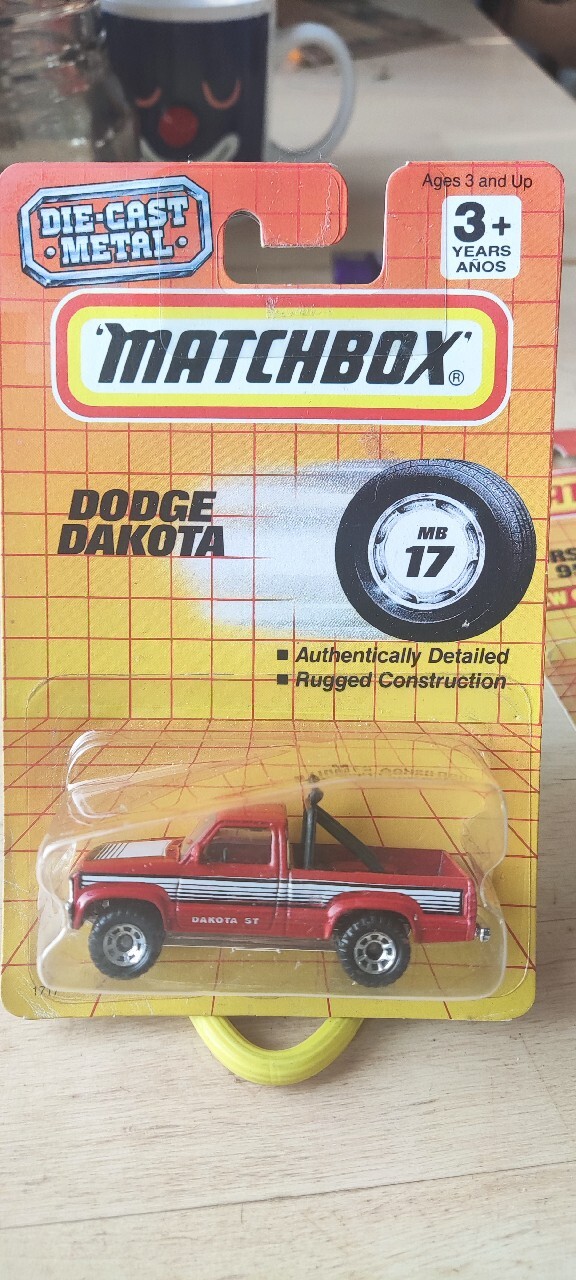 Ages 3 and Up
DIE-CAST
·METAL·
3+
YEARS
AÑOS
'MATCHBOX'®
DODGE
DAKOTA
MB
17
▪ Authentically Detailed
▪ Rugged Construction
DAKOTA ST